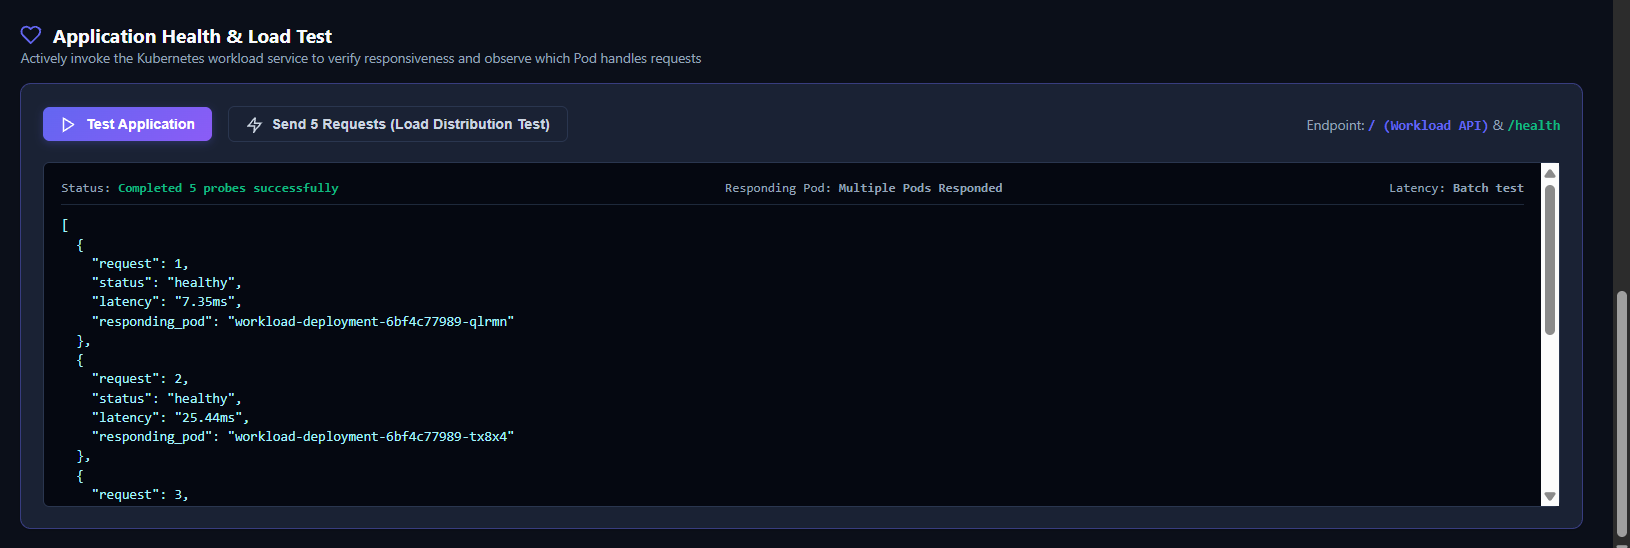 Application Health & Load Test
Actively invoke the Kubernetes workload service to verify responsiveness and observe which Pod handles requests
Test Application
Send 5 Requests (Load Distribution Test)
Endpoint: / (Workload API) & /health
Status: Completed 5 probes successfully
Responding Pod: Multiple Pods Responded
Latency: Batch test
[
  {
    "request": 1,
    "status": "healthy",
    "latency": "7.35ms",
    "responding_pod": "workload-deployment-6bf4c77989-qlrmn"
  },
  {
    "request": 2,
    "status": "healthy",
    "latency": "25.44ms",
    "responding_pod": "workload-deployment-6bf4c77989-tx8x4"
  },
  {
    "request": 3,